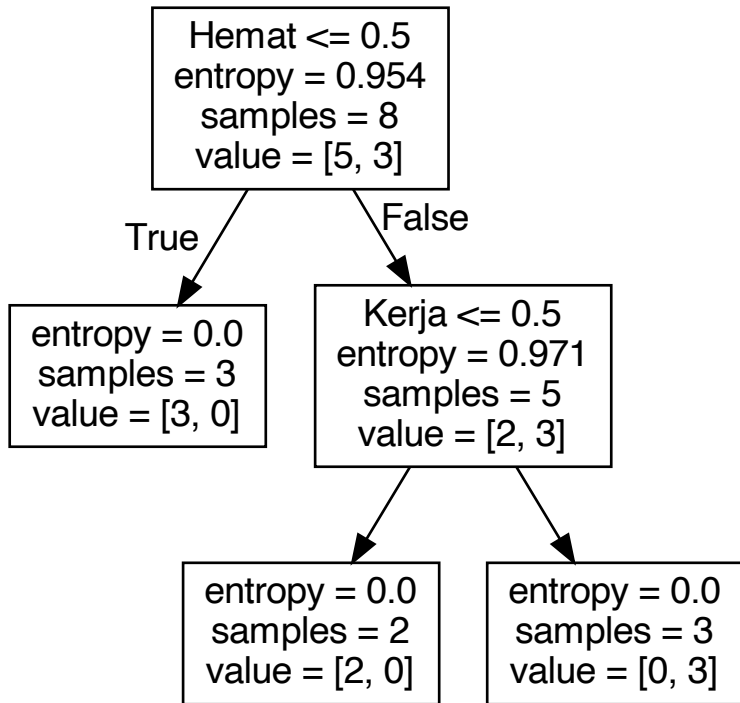 Hemat <= 0.5
entropy = 0.954
samples = 8
value = [5, 3]
True
False
entropy = 0.0
samples = 3
value = [3, 0]
Kerja <= 0.5
entropy = 0.971
samples = 5
value = [2, 3]
entropy = 0.0
samples = 2
value = [2, 0]
entropy = 0.0
samples = 3
value = [0, 3]